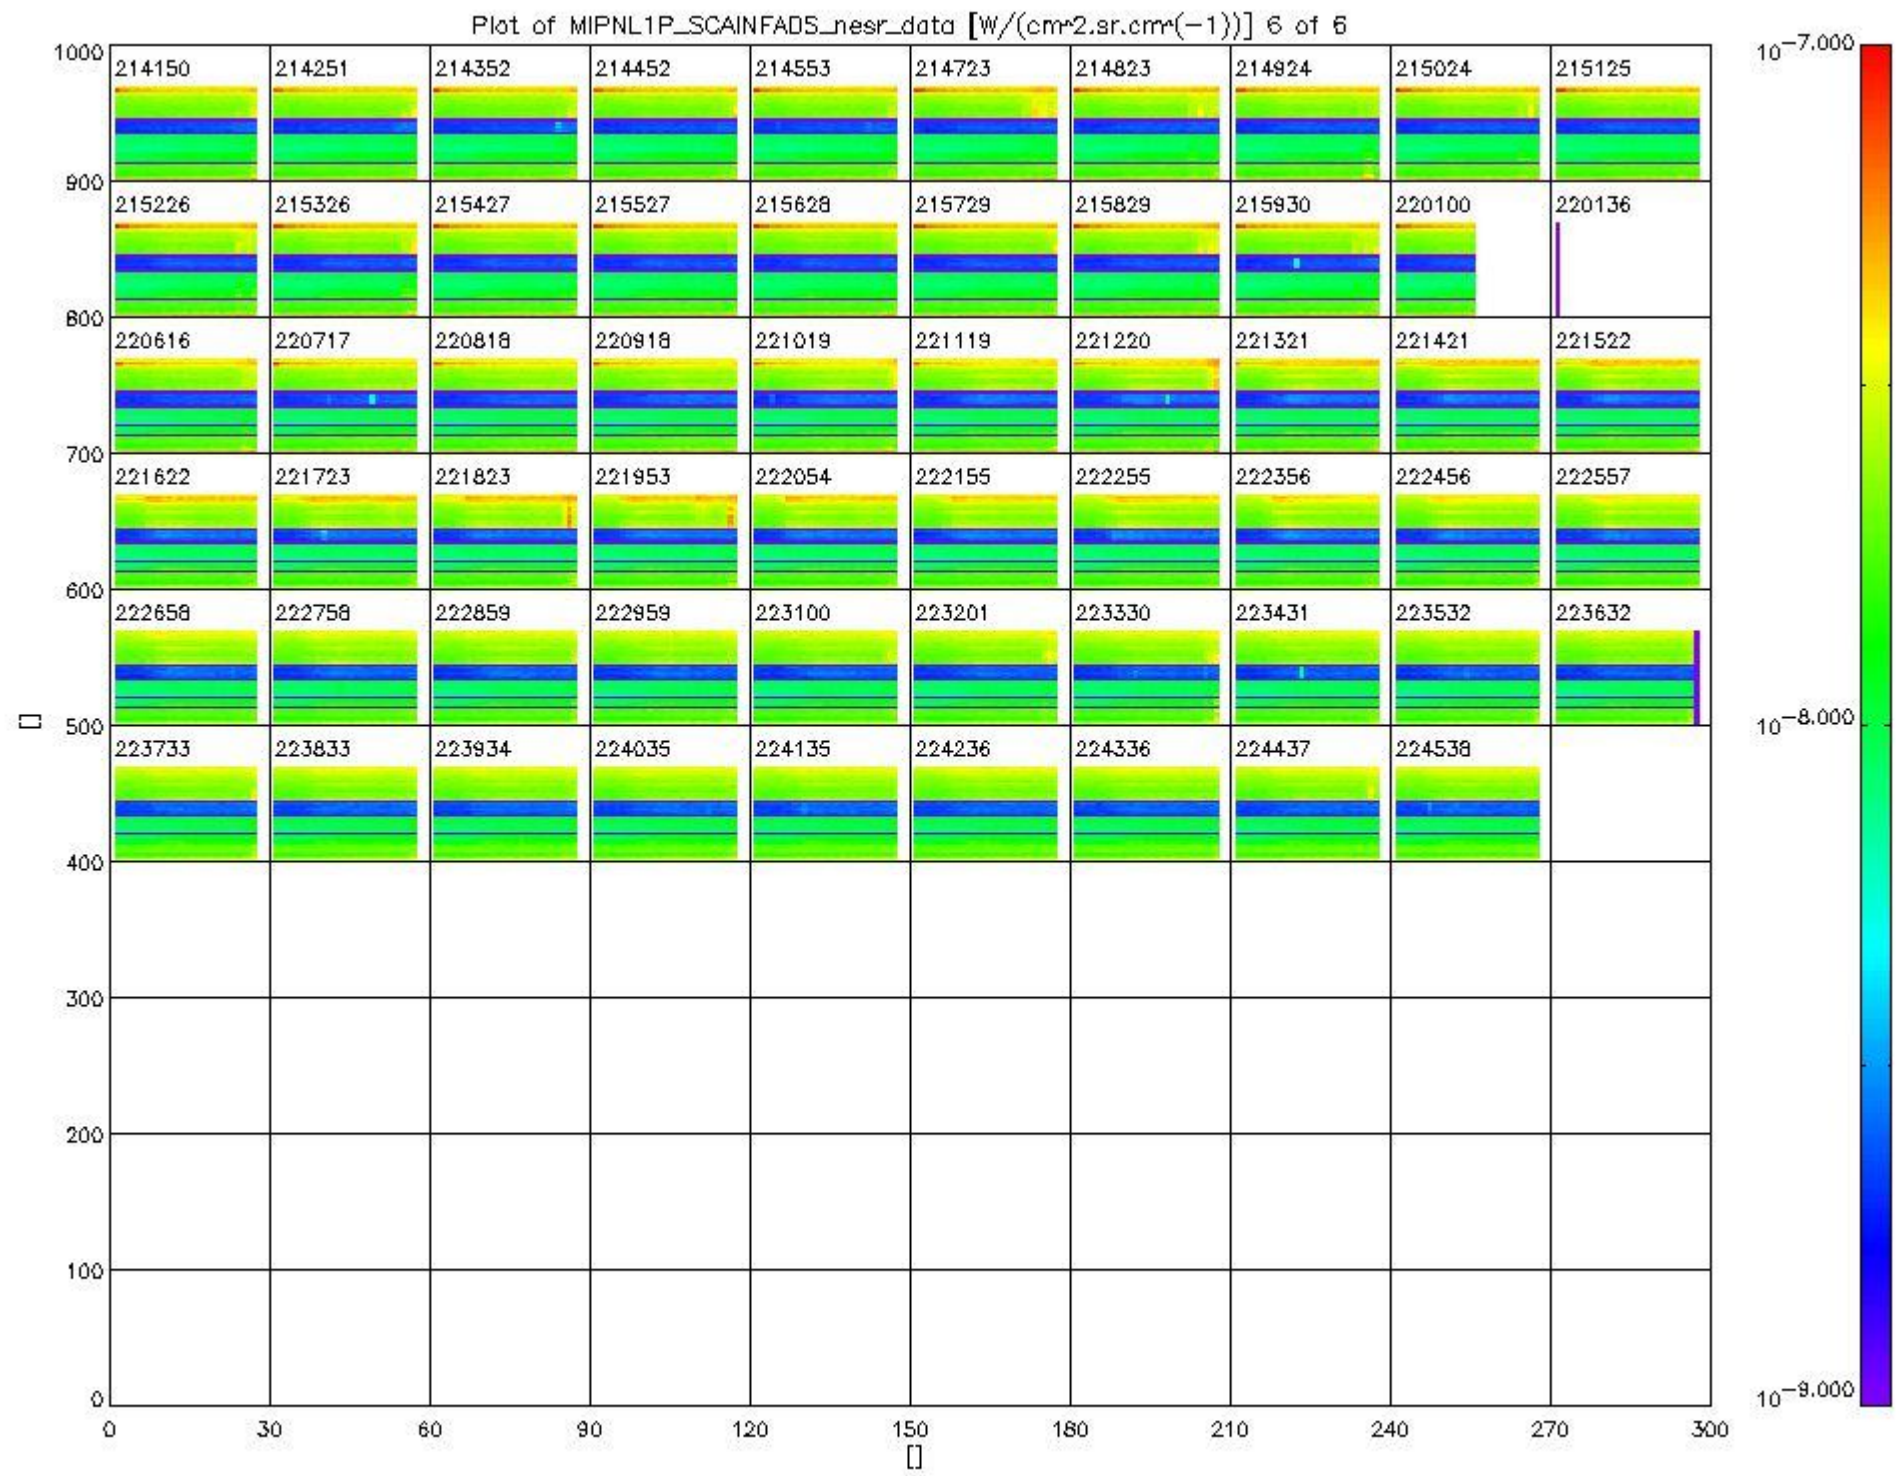 Plot of MIPNL1P_SCAINFADS_nesr_data [W/(cm^2.sr.cm^(-1))] 6 of 6
1000
10^-7.000
214150 214251 214352 214452 214553 214723 214823 214924 215024 215125
900
215226 215326 215427 215527 215628 215729 215829 215930 220100 220136
800
220616 220717 220818 220918 221019 221119 221220 221321 221421 221522
700
221622 221723 221823 221953 222054 222155 222255 222356 222456 222557
600
222658 222758 222859 222959 223100 223201 223330 223431 223532 223632
[] 500 10^-8.000
223733 223833 223934 224035 224135 224236 224336 224437 224538
400
300
200
100
0 10^-9.000
0 30 60 90 120 150 180 210 240 270 300
[]